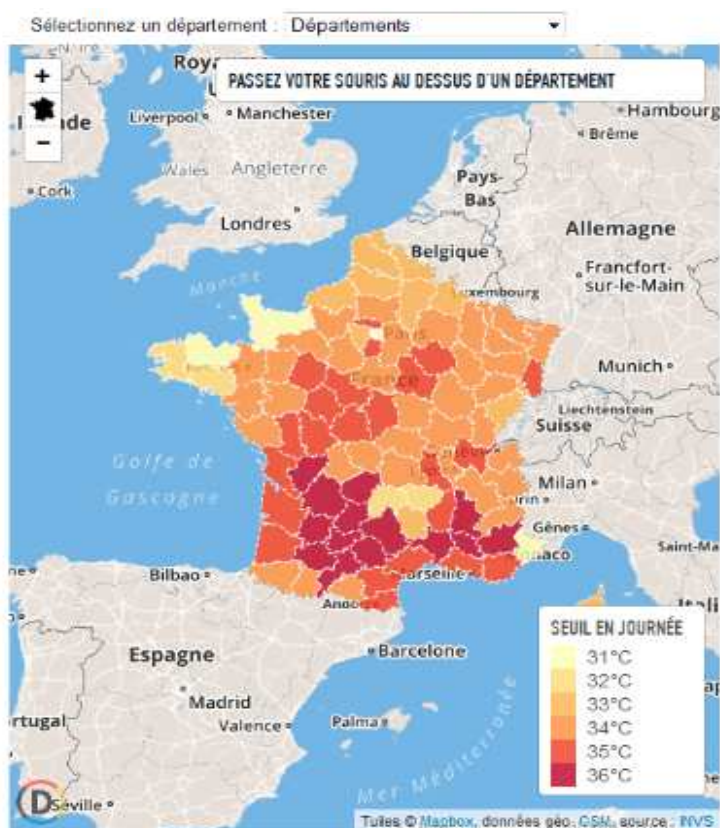 Sélectionnez un département : Départements
+
PASSEZ VOTRE SOURIS AU DESSUS D'UN DÉPARTEMENT
−
Hambourg
Liverpool
Manchester
Brême
Wales
Angleterre
Pays-
Bas
Cork
Londres
Allemagne
Belgique
Francfort-
sur-le-Main
Manche
Luxembourg
Paris
Munich
France
Liechtenstein
Suisse
Golfe de
Gascogne
Milan
Gênes
Bilbao
Marseille
Saint-Ma
Barcelone
Espagne
Madrid
Valence
Palma
Mer Méditerranée
Séville
SEUIL EN JOURNÉE
31°C
32°C
33°C
34°C
35°C
36°C
D
Tuiles © Mapbox, données géo. OSM, source : INVS